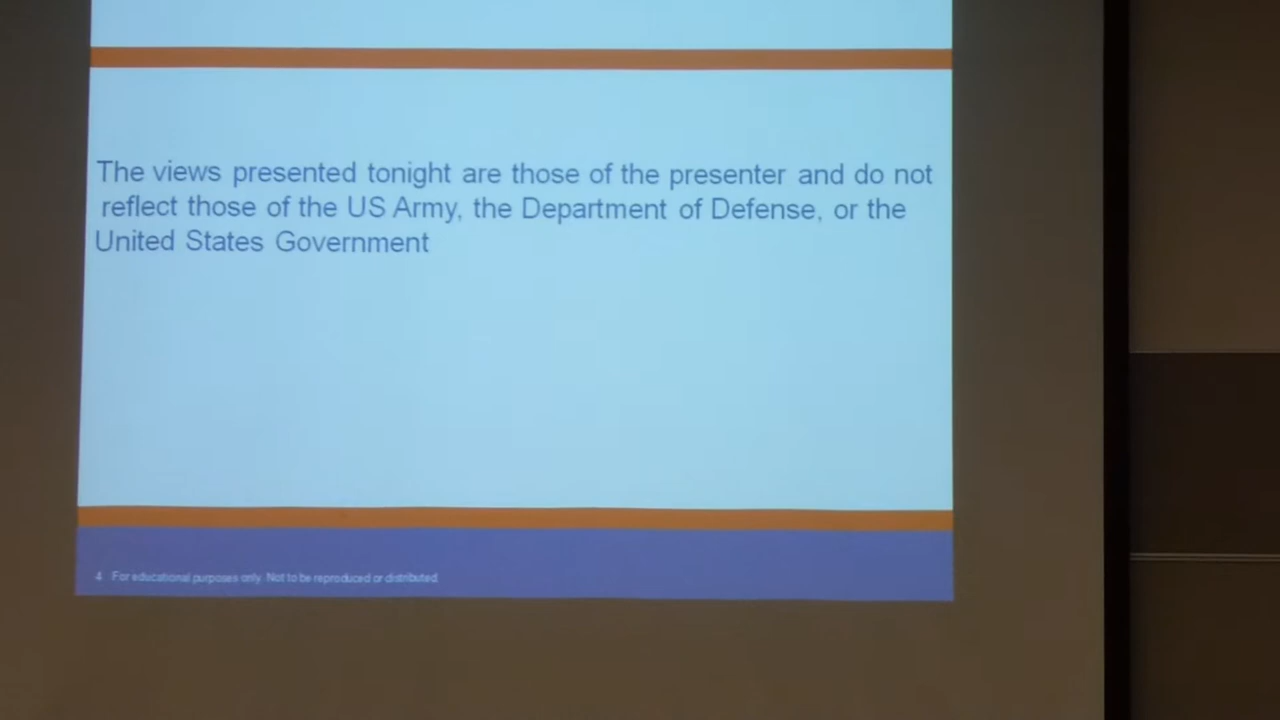 The views presented tonight are those of the presenter and do not
reflect those of the US Army, the Department of Defense, or the
United States Government
4 For educational purposes only. Not to be reproduced or distributed